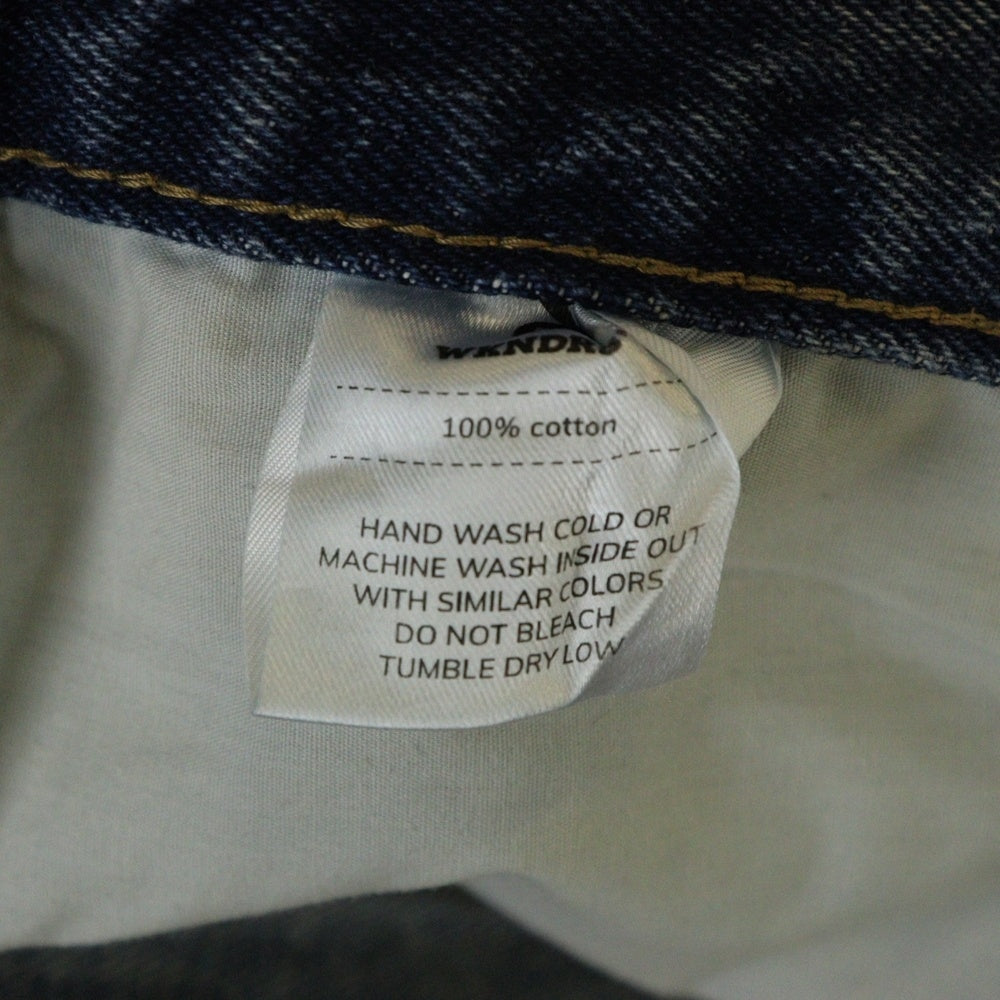 WKNDRS
100% cotton
HAND WASH COLD OR
MACHINE WASH INSIDE OUT
WITH SIMILAR COLORS
DO NOT BLEACH
TUMBLE DRY LOW